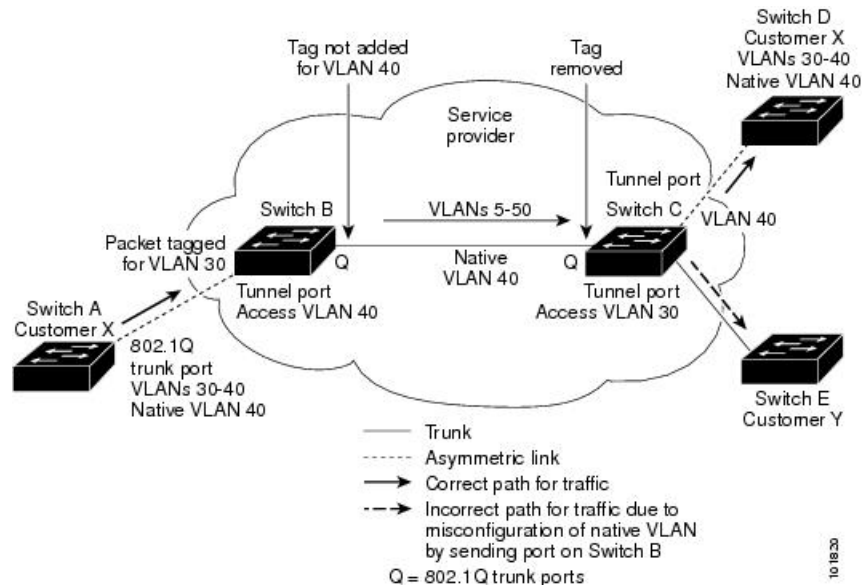 Tag not added
for VLAN 40
Tag
removed
Switch D
Customer X
VLANs 30-40
Native VLAN 40
Service
provider
Tunnel port
Switch B
VLANs 5-50
Switch C
VLAN 40
Packet tagged
for VLAN 30
Q
Native
VLAN 40
Q
Switch A
Customer X
Tunnel port
Access VLAN 40
Tunnel port
Access VLAN 30
802.1Q
trunk port
VLANs 30-40
Native VLAN 40
Switch E
Customer Y
Trunk
Asymmetric link
Correct path for traffic
Incorrect path for traffic due to
misconfiguration of native VLAN
by sending port on Switch B
Q = 802.1Q trunk ports
101820